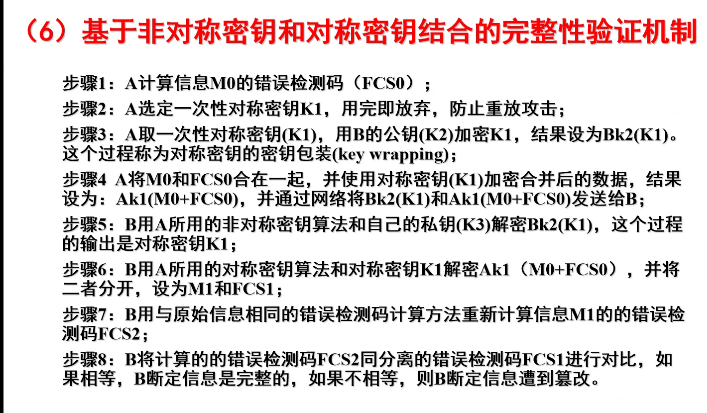 （6）基于非对称密钥和对称密钥结合的完整性验证机制
步骤1：A计算信息M0的错误检测码（FCS0）；
步骤2：A选定一次性对称密钥K1，用完即放弃，防止重放攻击；
步骤3：A取一次性对称密钥(K1)，用B的公钥(K2)加密K1，结果设为Bk2(K1)。
这个过程称为对称密钥的密钥包装(key wrapping)；
步骤4 A将M0和FCS0合在一起，并使用对称密钥(K1)加密合并后的数据，结果
设为：Ak1(M0+FCS0)，并通过网络将Bk2(K1)和Ak1(M0+FCS0)发送给B；
步骤5：B用A所用的非对称密钥算法和自己的私钥(K3)解密Bk2(K1)，这个过程
的输出是对称密钥K1；
步骤6：B用A所用的对称密钥算法和对称密钥K1解密Ak1（M0+FCS0），并将
二者分开，设为M1和FCS1；
步骤7：B用与原始信息相同的错误检测码计算方法重新计算信息M1的的错误检
测码FCS2；
步骤8：B将计算的的错误检测码FCS2同分离的错误检测码FCS1进行对比，如
果相等，B断定信息是完整的，如果不相等，则B断定信息遭到篡改。